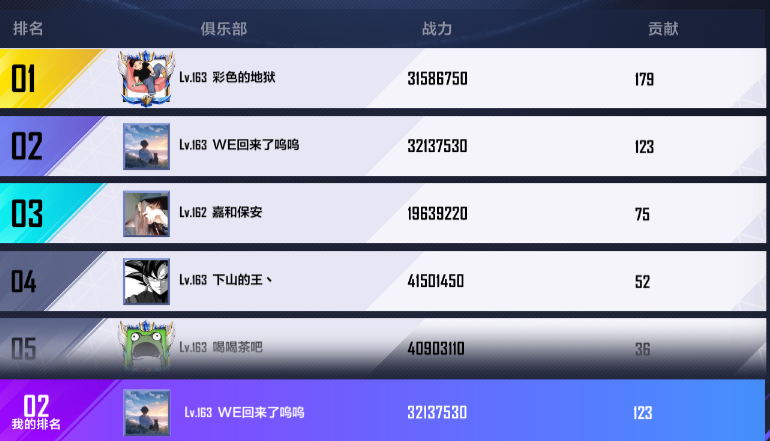 排名 俱乐部 战力 贡献
01 Lv.163 彩色的地狱 31586750 179
02 Lv.163 WE回来了呜呜 32137530 123
03 Lv.162 嘉和保安 19639220 75
04 Lv.163 下山的王丶 41501450 52
05 Lv.163 喝喝茶吧 40903110 36
02 Lv.163 WE回来了呜呜 32137530 123
我的排名